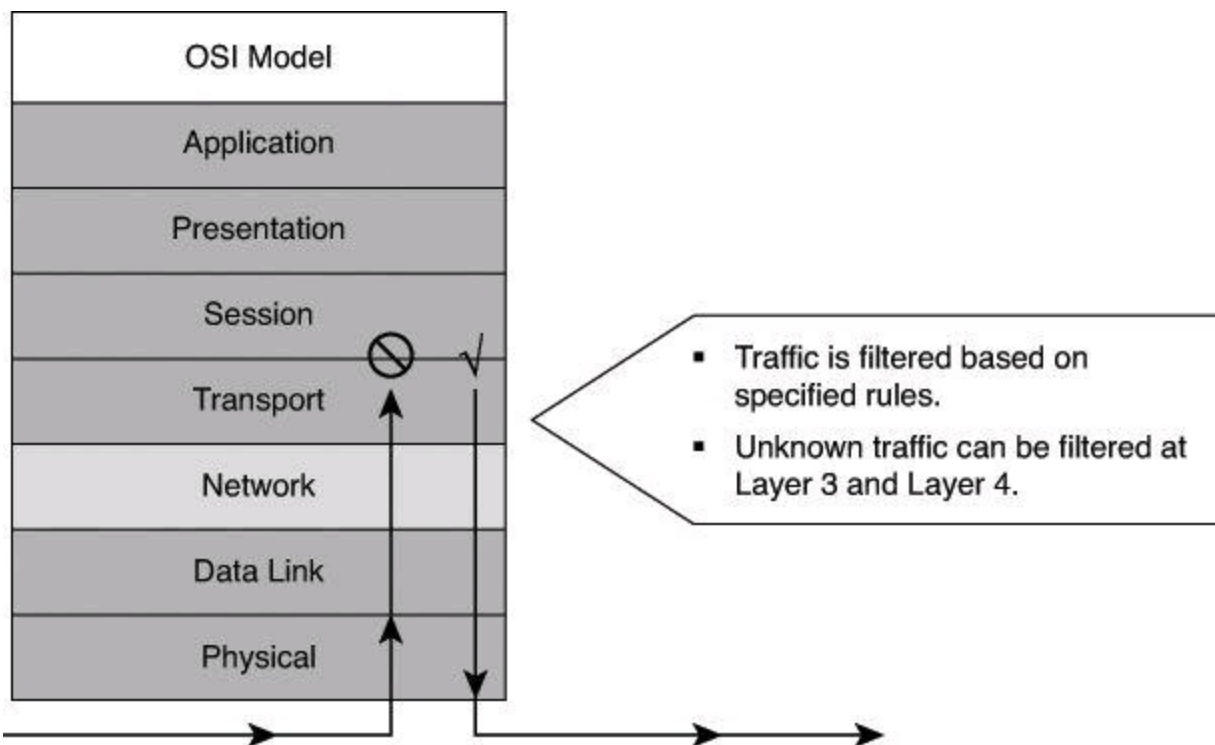 OSI Model
Application
Presentation
Session
Transport
Network
Data Link
Physical
▪ Traffic is filtered based on
specified rules.
▪ Unknown traffic can be filtered at
Layer 3 and Layer 4.